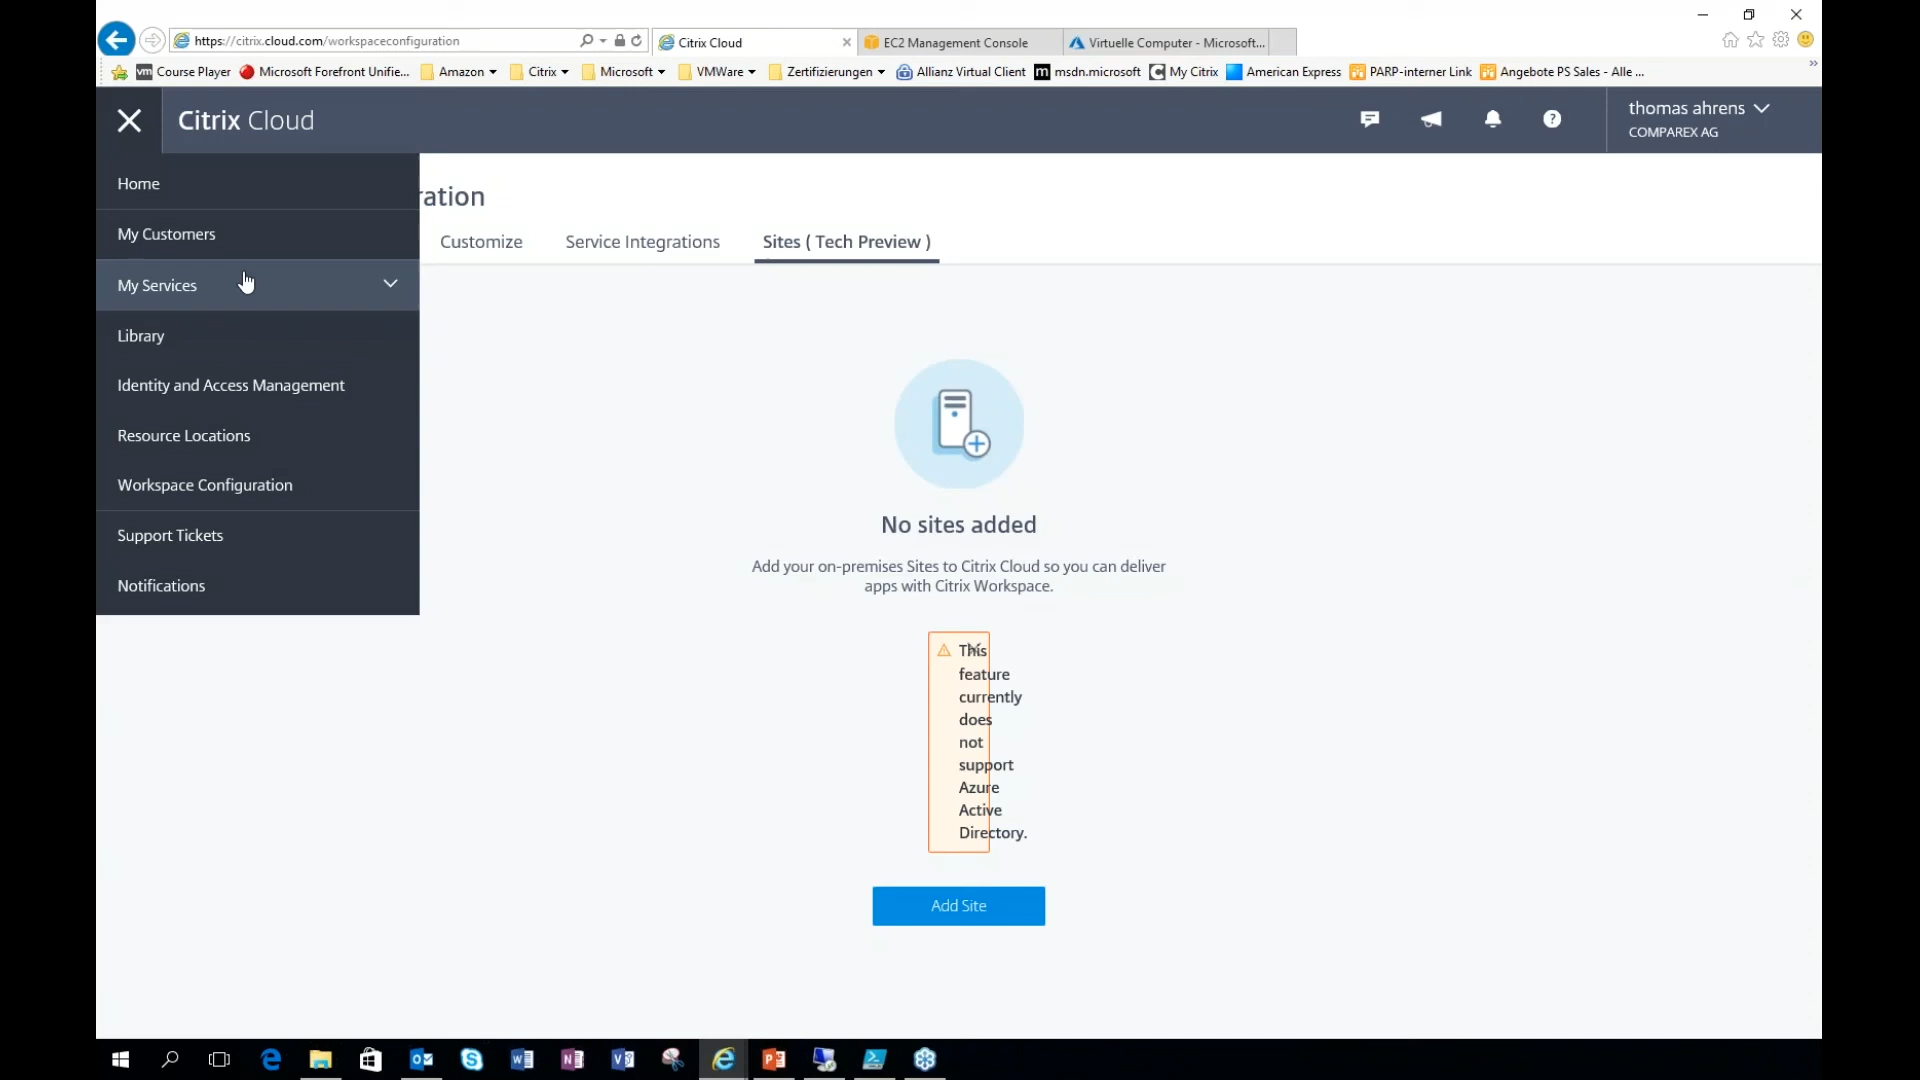 https://citrix.cloud.com/workspaceconfiguration
Citrix Cloud
EC2 Management Console
Virtuelle Computer - Microsoft...
Course Player
Microsoft Forefront Unifie...
Amazon
Citrix
Microsoft
VMWare
Zertifizierungen
Allianz Virtual Client
msdn.microsoft
My Citrix
American Express
PARP-interner Link
Angebote PS Sales - Alle ...
Citrix Cloud
thomas ahrens
COMPAREX AG
Home
My Customers
My Services
Library
Identity and Access Management
Resource Locations
Workspace Configuration
Support Tickets
Notifications
ration
Customize
Service Integrations
Sites ( Tech Preview )
No sites added
Add your on-premises Sites to Citrix Cloud so you can deliver
apps with Citrix Workspace.
This
feature
currently
does
not
support
Azure
Active
Directory.
Add Site